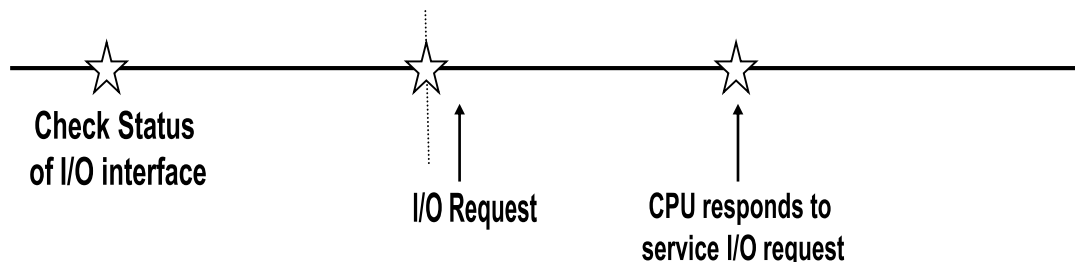 Check Status
of I/O interface
I/O Request
CPU responds to
service I/O request